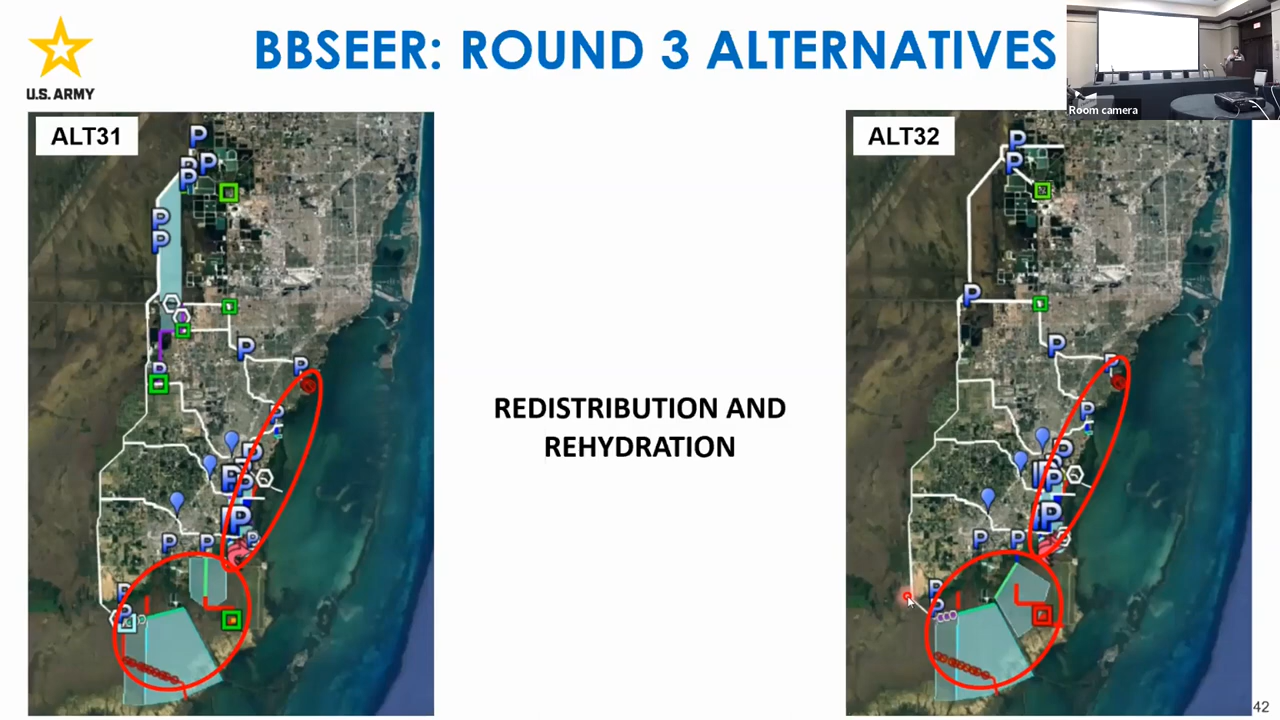 BBSEER: ROUND 3 ALTERNATIVES
U.S. ARMY
Room camera
ALT31
ALT32
REDISTRIBUTION AND
REHYDRATION
42